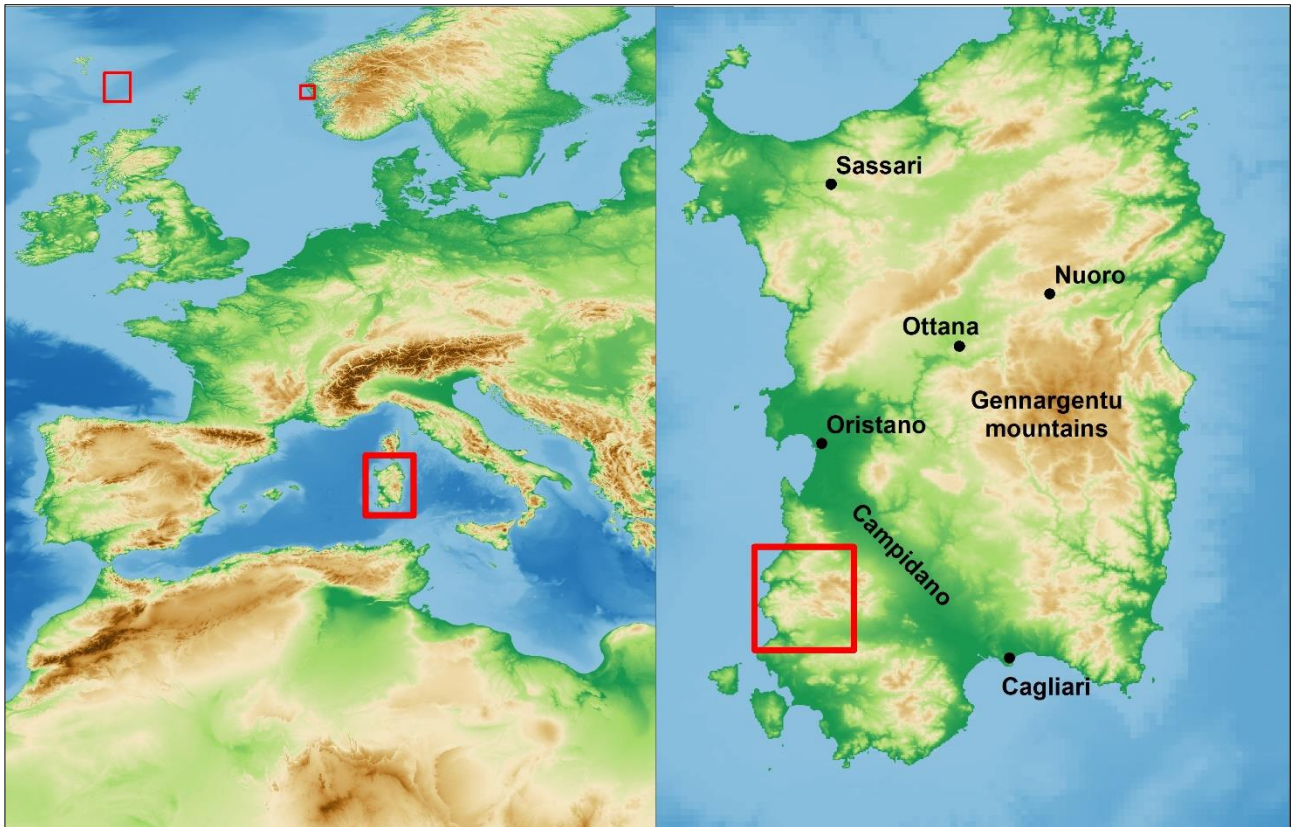 Sassari
Nuoro
Ottana
Gennargentu
mountains
Oristano
Campidano
Cagliari